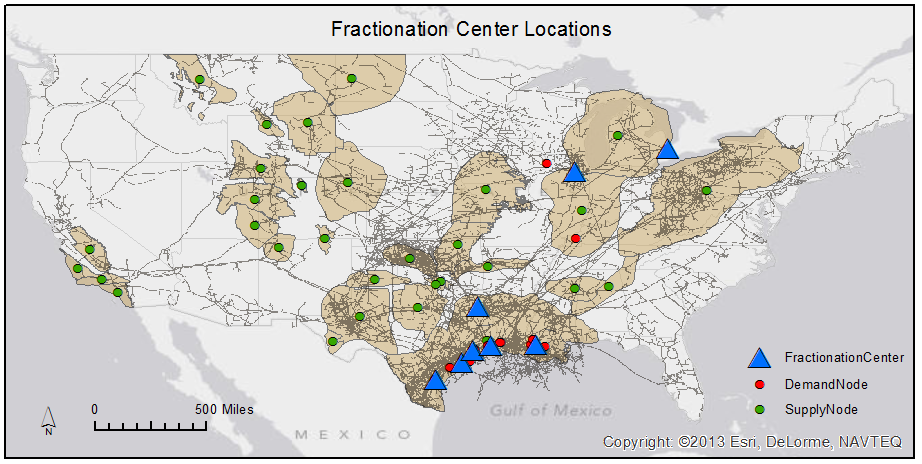 Fractionation Center Locations
FractionationCenter
DemandNode
SupplyNode
0 500 Miles
N
Gulf of Mexico
MEXICO
Copyright: ©2013 Esri, DeLorme, NAVTEQ